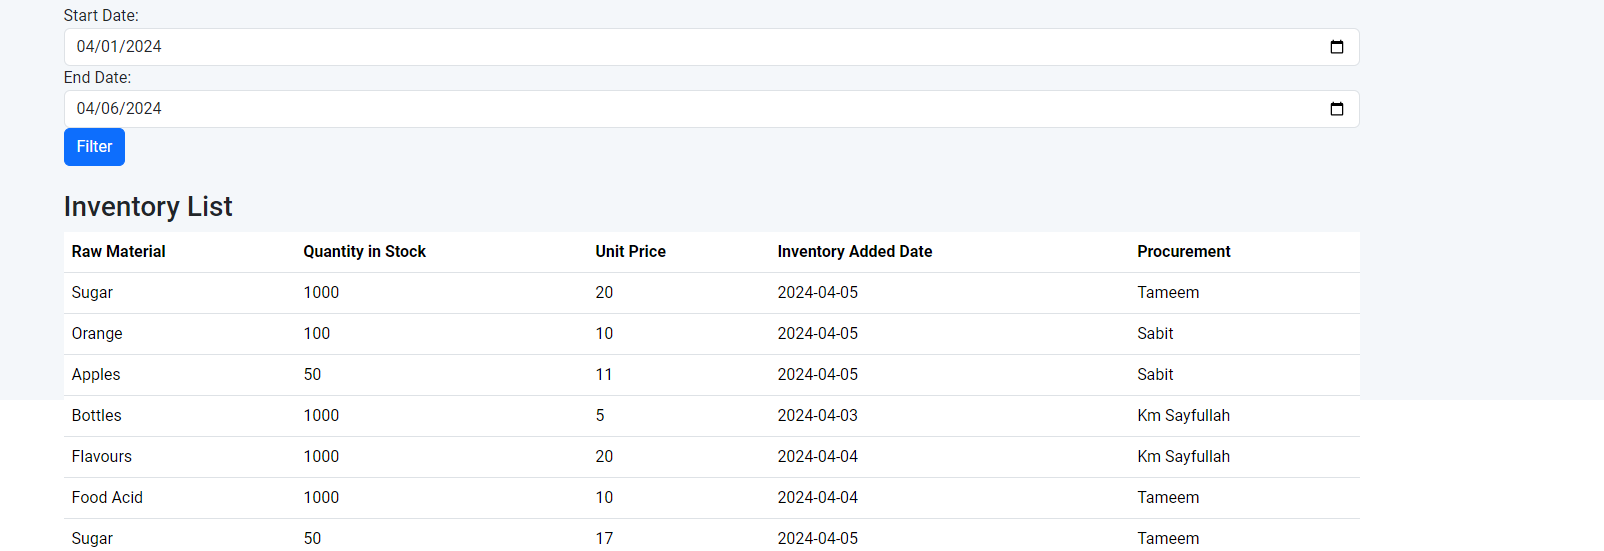 Start Date:
04/01/2024
End Date:
04/06/2024
Filter
Inventory List
Raw Material Quantity in Stock Unit Price Inventory Added Date Procurement
Sugar 1000 20 2024-04-05 Tameem
Orange 100 10 2024-04-05 Sabit
Apples 50 11 2024-04-05 Sabit
Bottles 1000 5 2024-04-03 Km Sayfullah
Flavours 1000 20 2024-04-04 Km Sayfullah
Food Acid 1000 10 2024-04-04 Tameem
Sugar 50 17 2024-04-05 Tameem